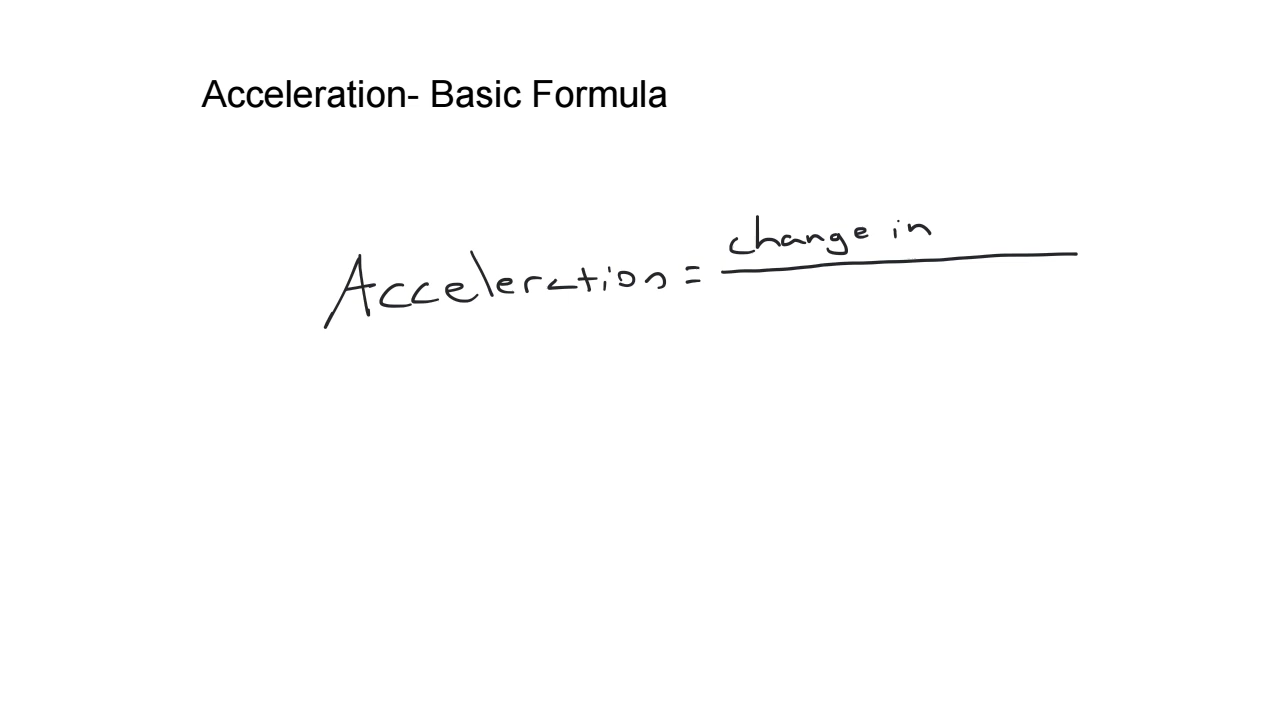 Acceleration- Basic Formula
Acceleration = change in